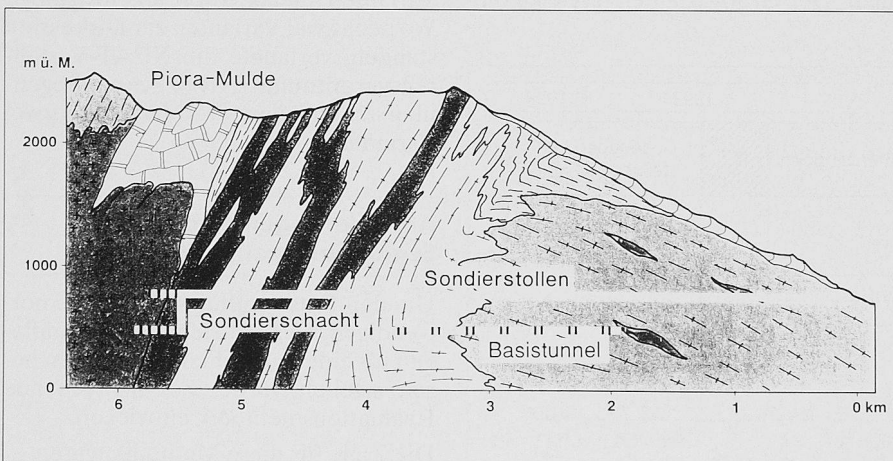 m ü. M.
Piora-Mulde
2000
1000
Sondierstollen
Sondierschacht
Basistunnel
0
6 5 4 3 2 1 0 km